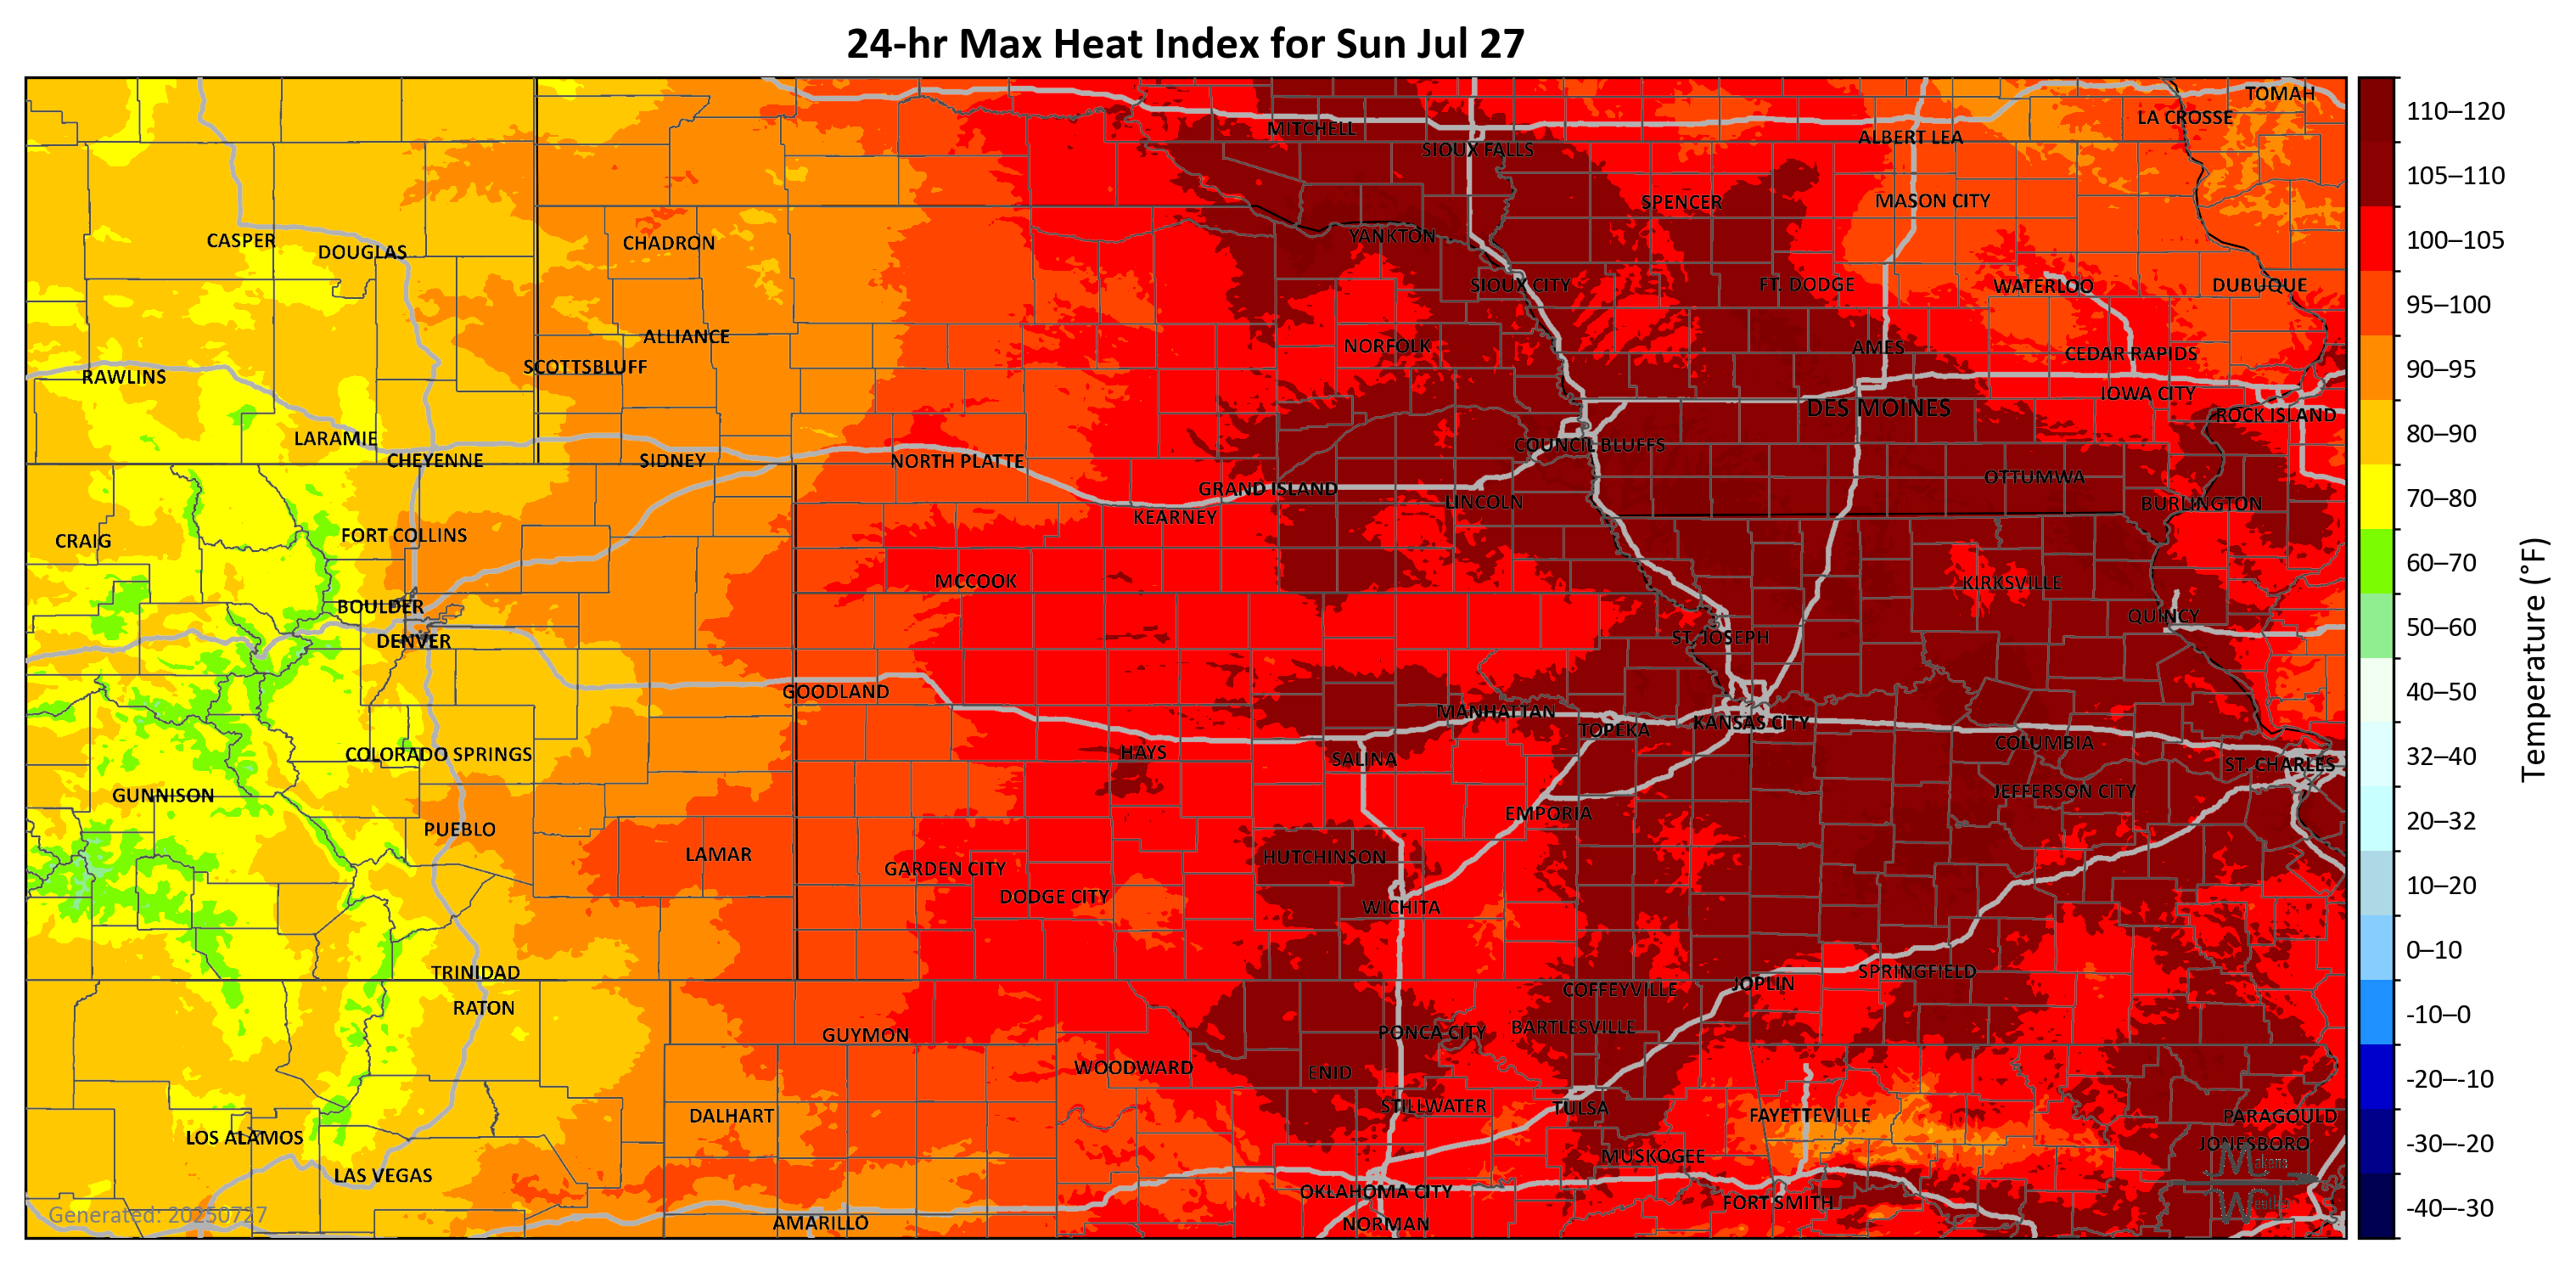 24-hr Max Heat Index for Sun Jul 27
TOMAH
LA CROSSE
MITCHELL
ALBERT LEA
SIOUX FALLS
MASON CITY
SPENCER
YANKTON
CASPER
CHADRON
DOUGLAS
SIOUX CITY
FT. DODGE
WATERLOO
DUBUQUE
ALLIANCE
NORFOLK
AMES
CEDAR RAPIDS
SCOTTSBLUFF
RAWLINS
IOWA CITY
DES MOINES
ROCK ISLAND
LARAMIE
COUNCIL BLUFFS
CHEYENNE
SIDNEY
NORTH PLATTE
OTTUMWA
GRAND ISLAND
LINCOLN
BURLINGTON
KEARNEY
FORT COLLINS
CRAIG
MCCOOK
KIRKSVILLE
BOULDER
QUINCY
DENVER
ST. JOSEPH
GOODLAND
MANHATTAN
KANSAS CITY
TOPEKA
COLUMBIA
COLORADO SPRINGS
HAYS
SALINA
ST. CHARLES
GUNNISON
JEFFERSON CITY
EMPORIA
PUEBLO
LAMAR
HUTCHINSON
GARDEN CITY
DODGE CITY
WICHITA
TRINIDAD
SPRINGFIELD
JOPLIN
COFFEYVILLE
RATON
BARTLESVILLE
PONCA CITY
GUYMON
WOODWARD
ENID
STILLWATER
TULSA
DALHART
FAYETTEVILLE
PARAGOULD
LOS ALAMOS
JONESBORO
MUSKOGEE
Makens
LAS VEGAS
OKLAHOMA CITY
FORT SMITH
Weather
Generated: 20250727
AMARILLO
NORMAN
110–120
105–110
100–105
95–100
90–95
80–90
70–80
60–70
50–60
40–50
32–40
20–32
10–20
0–10
-10–0
-20–-10
-30–-20
-40–-30
Temperature (°F)